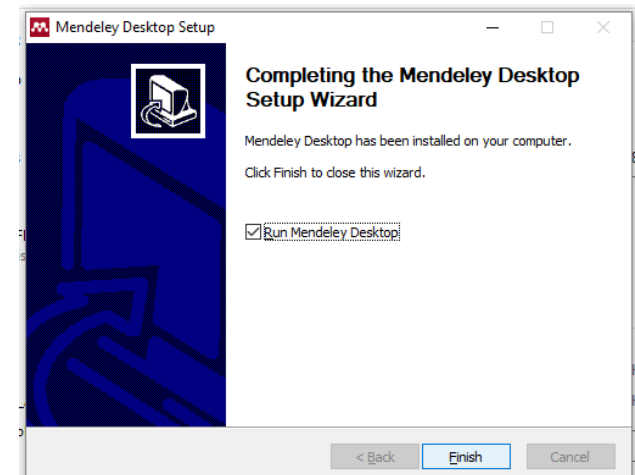 Mendeley Desktop Setup
Completing the Mendeley Desktop
Setup Wizard
Mendeley Desktop has been installed on your computer.
Click Finish to close this wizard.
Run Mendeley Desktop
< Back Finish Cancel